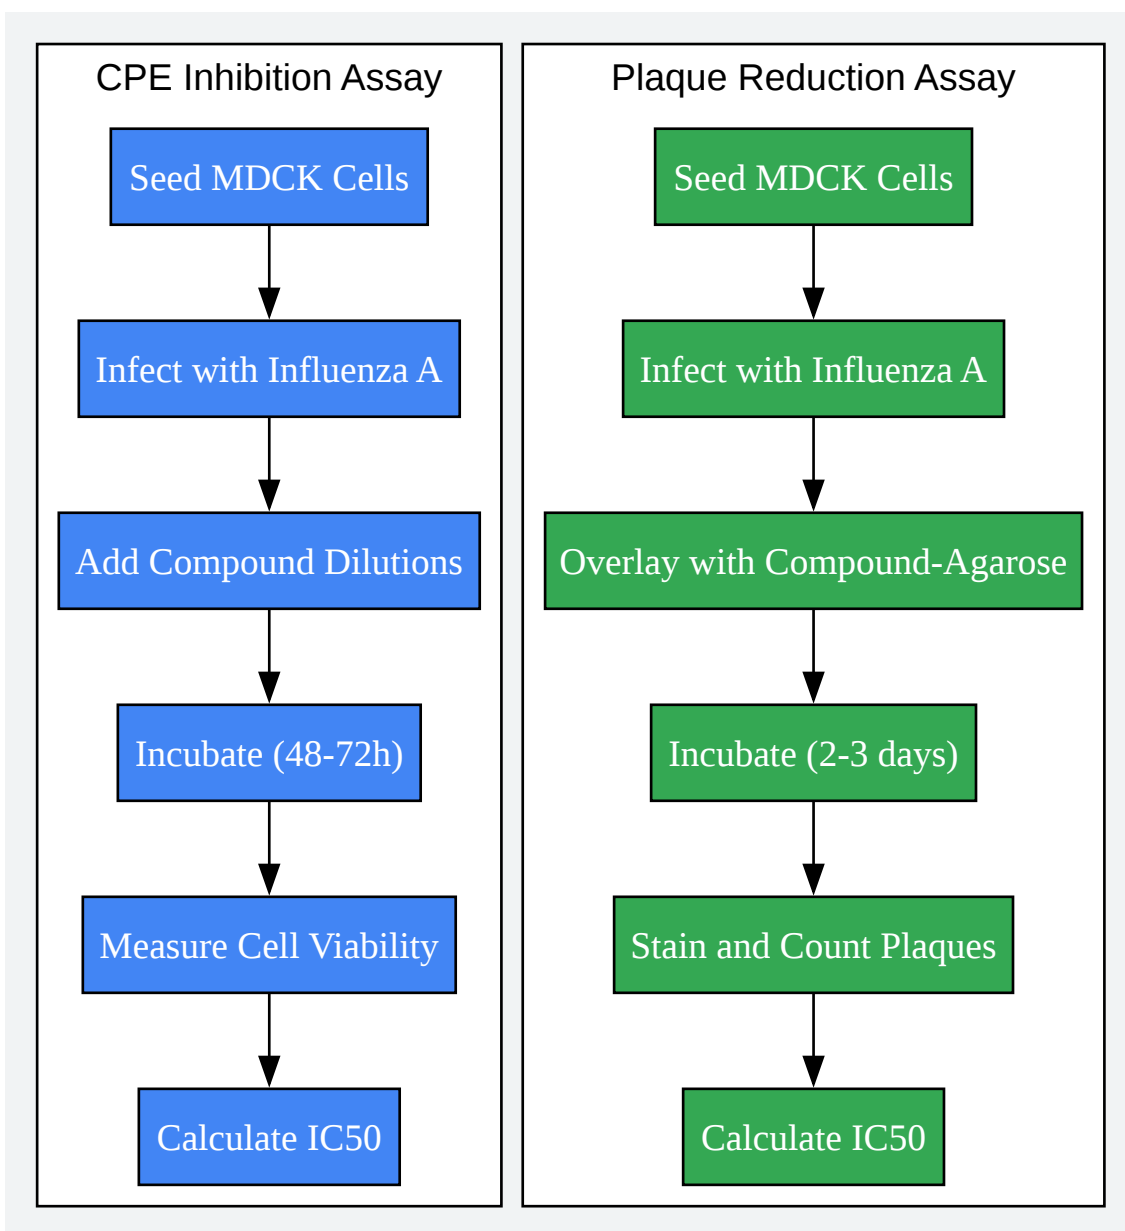 CPE Inhibition Assay
Seed MDCK Cells
Infect with Influenza A
Add Compound Dilutions
Incubate (48-72h)
Measure Cell Viability
Calculate IC50
Plaque Reduction Assay
Seed MDCK Cells
Infect with Influenza A
Overlay with Compound-Agarose
Incubate (2-3 days)
Stain and Count Plaques
Calculate IC50